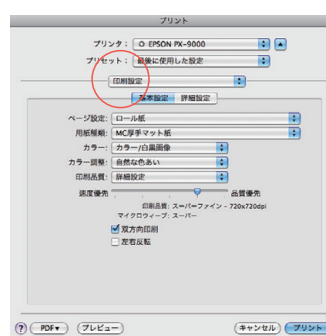 プリント
プリンタ： EPSON PX-9000
プリセット： 最後に使用した設定
印刷設定
基本設定 詳細設定
ページ設定: ロール紙
用紙種類: MC厚手マット紙
カラー: カラー/白黒画像
カラー調整: 自然な色あい
印刷品質: 詳細設定
速度優先 品質優先
印刷品質: スーパーファイン - 720x720dpi
マイクロウィーブ: スーパー
双方向印刷
左右反転
? PDF▾ プレビュー キャンセル プリント